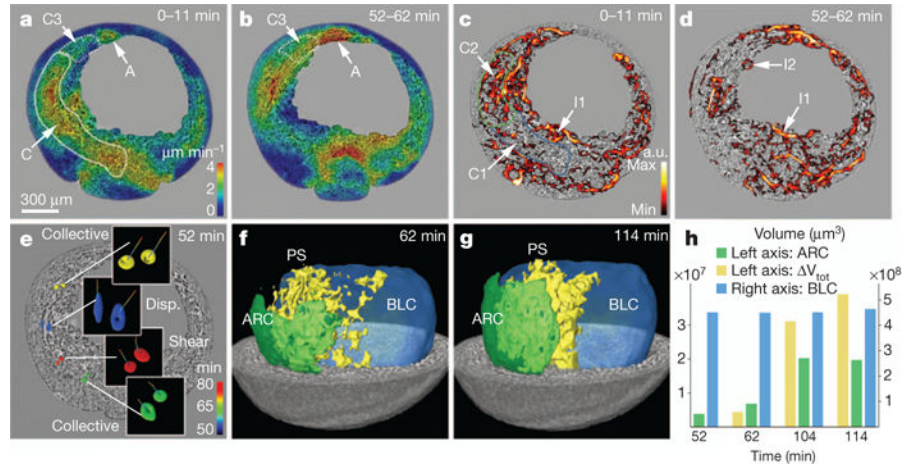 a
C3
0–11 min
A
C
µm min⁻¹
4
2
0
300 µm
b
52–62 min
C3
A
c
0–11 min
C2
I1
C1
a.u.
Max
Min
d
52–62 min
I2
I1
e
Collective
52 min
Disp.
Shear
min
80
65
50
Collective
f
62 min
PS
ARC
BLC
g
114 min
PS
ARC
BLC
h
Volume (µm³)
Left axis: ARC
Left axis: ΔVtot
Right axis: BLC
×10⁷
×10⁸
3
2
1
5
4
3
2
1
52
62
104
114
Time (min)